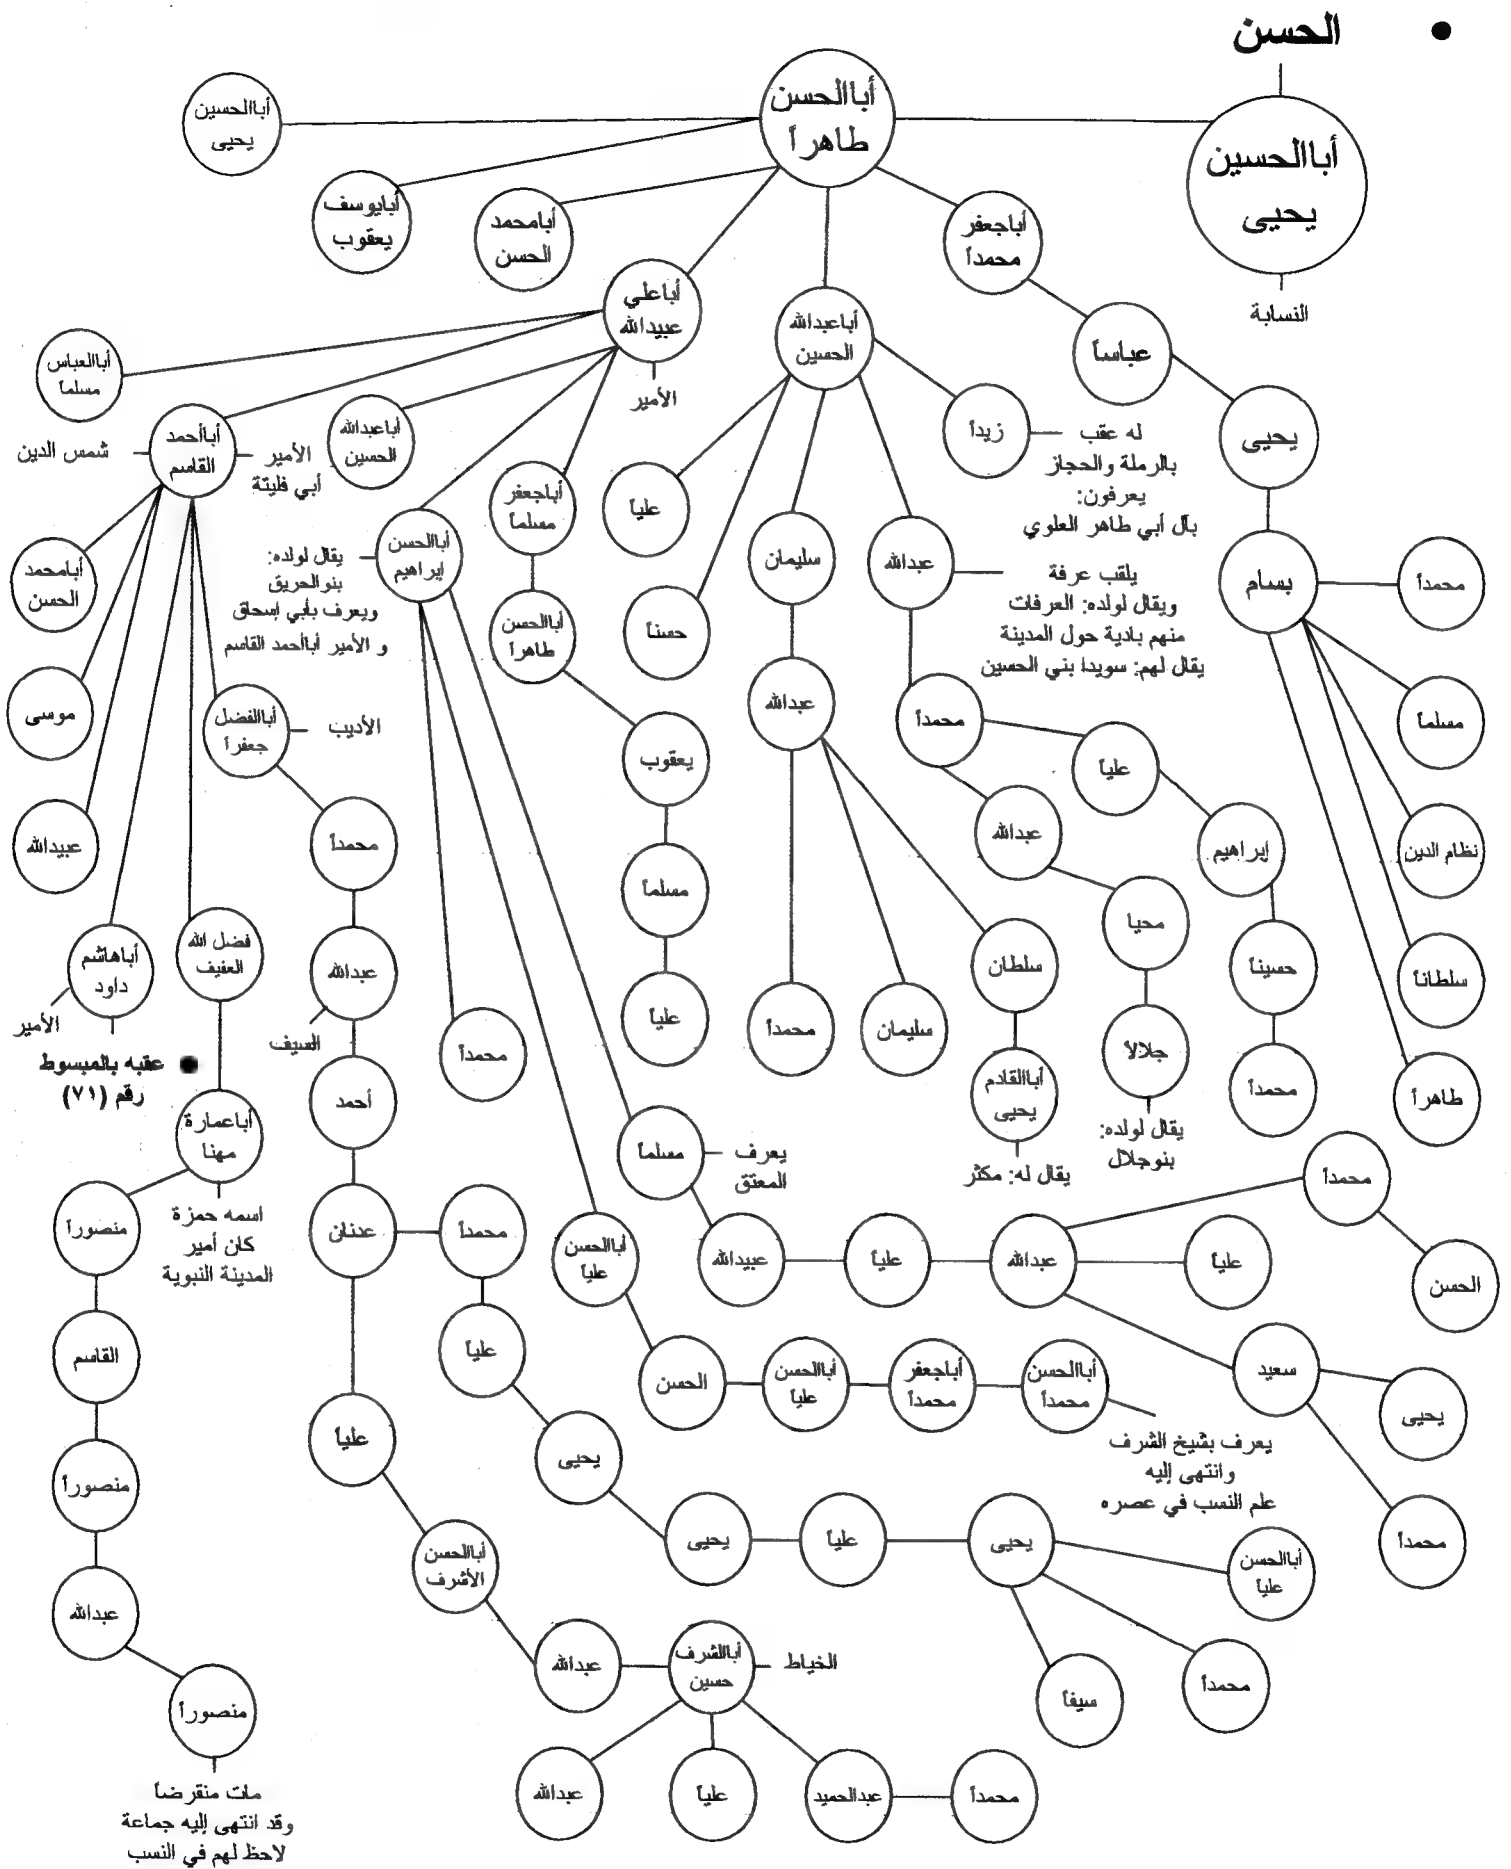 • الحسن
أباالحسين
يحيى
النسابة
أباالحسن
طاهراً
أباالحسين
يحيى
أبايوسف
يعقوب
أبامحمد
الحسن
أباجعفر
محمداً
أباعلي
عبيدالله
الأمير
أباعبدالله
الحسين
عباساً
يحيى
بسام
محمداً
مسلماً
نظام الدين
سلطاناً
طاهراً
زيداً
له عقب
بالرملة والحجاز
يعرفون:
بآل أبي طاهر العلوي
عبدالله
يلقب عرفة
ويقال لولده: العرفات
منهم بادية حول المدينة
يقال لهم: سويدا بني الحسين
محمداً
علياً
إبراهيم
حسيناً
محمداً
عبدالله
محيا
جلالاً
يقال لولده:
بنوجلال
سليمان
عبدالله
سلطان
أباالقادم
يحيى
يقال له: مكثر
سليمان
محمداً
علياً
حسناً
أباجعفر
مسلماً
أباالحسن
طاهراً
يعقوب
مسلماً
علياً
أباعبدالله
الحسين
أباالحسن
إبراهيم
يقال لولده:
بنوالحريق
ويعرف بأبي إسحاق
و الأمير أباأحمد القاسم
محمداً
مسلماً
يعرف
المعتق
عبيدالله
علياً
عبدالله
محمداً
الحسن
علياً
سعيد
يحيى
محمداً
أباالحسن
علياً
الحسن
أباالحسن
علياً
أباجعفر
محمداً
أباالحسن
محمداً
يعرف بشيخ الشرف
وانتهى إليه
علم النسب في عصره
أباالعباس
مسلماً
أباأحمد
القاسم
شمس الدين
الأمير
أبي فليتة
أبامحمد
الحسن
موسى
عبيدالله
أباهاشم
داود
الأمير
● عقبه بالمبسوط
رقم (٧١)
فضل الله
العفيف
أباعمارة
مهنا
اسمه حمزة
كان أمير
المدينة النبوية
منصوراً
القاسم
منصوراً
عبدالله
منصوراً
مات منقرضاً
وقد انتهى إليه جماعة
لاحظ لهم في النسب
أباالفضل
جعفراً
الأديب
محمداً
عبدالله
السيف
أحمد
عدنان
محمداً
علياً
يحيى
يحيى
علياً
يحيى
أباالحسن
علياً
محمداً
سيفاً
علياً
أباالحسن
الأشرف
عبدالله
أباالشرف
حسين
الخياط
عبدالله
علياً
عبدالحميد
محمداً